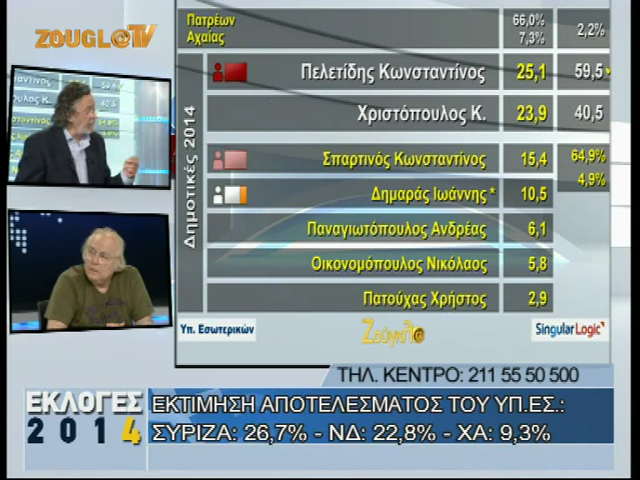 ZOUGL@TV
Πατρέων 66,0% 2,2%
Αχαίας 7,3%
Δημοτικές 2014
Πελετίδης Κωνσταντίνος 25,1 59,5
Χριστόπουλος Κ. 23,9 40,5
Σπαρτινός Κωνσταντίνος 15,4 64,9%
4,9%
Δημαράς Ιωάννης * 10,5
Παναγιωτόπουλος Ανδρέας 6,1
Οικονομόπουλος Νικόλαος 5,8
Πατούχας Χρήστος 2,9
Υπ. Εσωτερικών Ζούγκλ@ SingularLogic
ΤΗΛ. ΚΕΝΤΡΟ: 211 55 50 500
ΕΚΛΟΓΕΣ
2014
ΕΚΤΙΜΗΣΗ ΑΠΟΤΕΛΕΣΜΑΤΟΣ ΤΟΥ ΥΠ.ΕΣ.:
ΣΥΡΙΖΑ: 26,7% - ΝΔ: 22,8% - ΧΑ: 9,3%